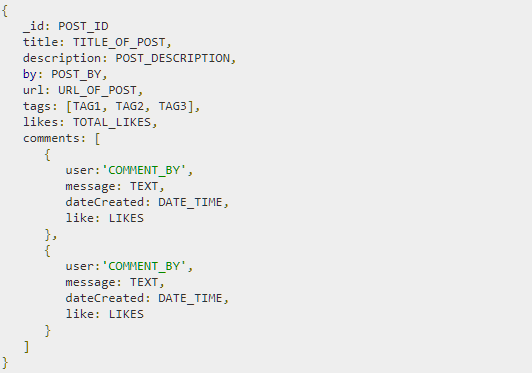 {
   _id: POST_ID
   title: TITLE_OF_POST,
   description: POST_DESCRIPTION,
   by: POST_BY,
   url: URL_OF_POST,
   tags: [TAG1, TAG2, TAG3],
   likes: TOTAL_LIKES,
   comments: [
      {
         user:'COMMENT_BY',
         message: TEXT,
         dateCreated: DATE_TIME,
         like: LIKES
      },
      {
         user:'COMMENT_BY',
         message: TEXT,
         dateCreated: DATE_TIME,
         like: LIKES
      }
   ]
}